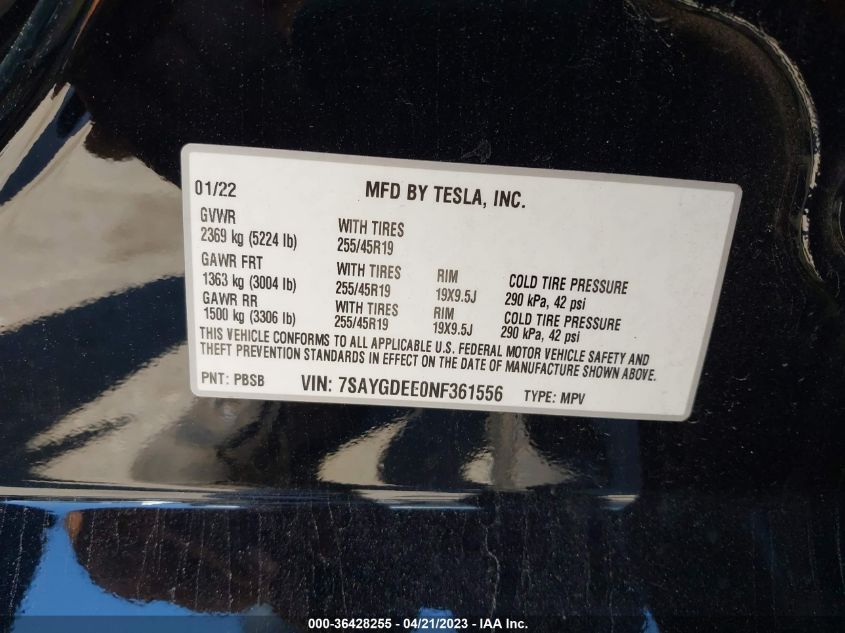 01/22 MFD BY TESLA, INC.
GVWR
2369 kg (5224 lb) WITH TIRES 255/45R19
GAWR FRT
1363 kg (3004 lb) WITH TIRES 255/45R19 RIM 19X9.5J COLD TIRE PRESSURE 290 kPa, 42 psi
GAWR RR
1500 kg (3306 lb) WITH TIRES 255/45R19 RIM 19X9.5J COLD TIRE PRESSURE 290 kPa, 42 psi
THIS VEHICLE CONFORMS TO ALL APPLICABLE U.S. FEDERAL MOTOR VEHICLE SAFETY AND
THEFT PREVENTION STANDARDS IN EFFECT ON THE DATE OF MANUFACTURE SHOWN ABOVE.
PNT: PBSB VIN: 7SAYGDEE0NF361556 TYPE: MPV
000-36428255 - 04/21/2023 - IAA Inc.